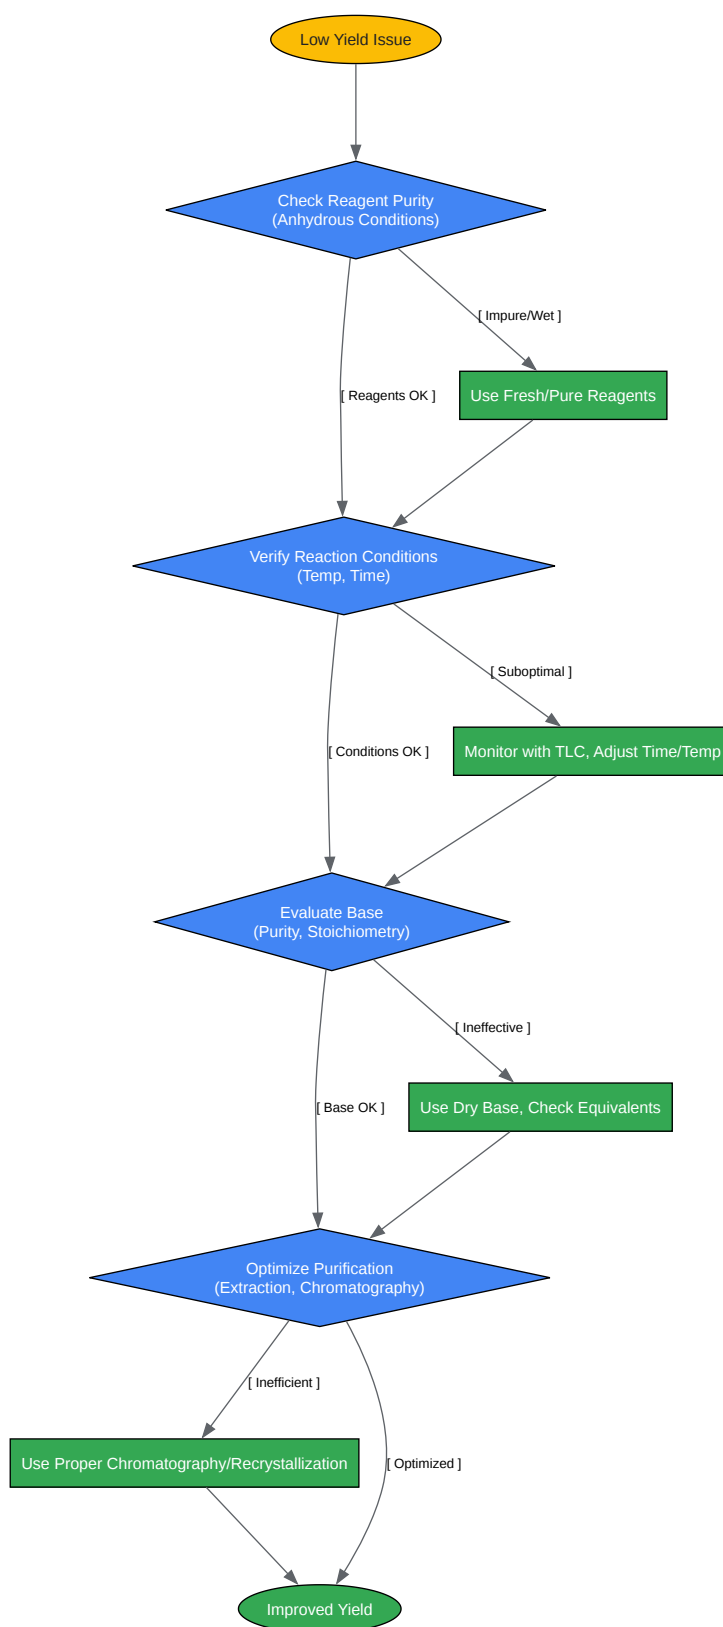 Low Yield Issue
Check Reagent Purity
(Anhydrous Conditions)
[ Impure/Wet ]
[ Reagents OK ]
Use Fresh/Pure Reagents
Verify Reaction Conditions
(Temp, Time)
[ Suboptimal ]
[ Conditions OK ]
Monitor with TLC, Adjust Time/Temp
Evaluate Base
(Purity, Stoichiometry)
[ Ineffective ]
[ Base OK ]
Use Dry Base, Check Equivalents
Optimize Purification
(Extraction, Chromatography)
[ Inefficient ]
Use Proper Chromatography/Recrystallization
[ Optimized ]
Improved Yield